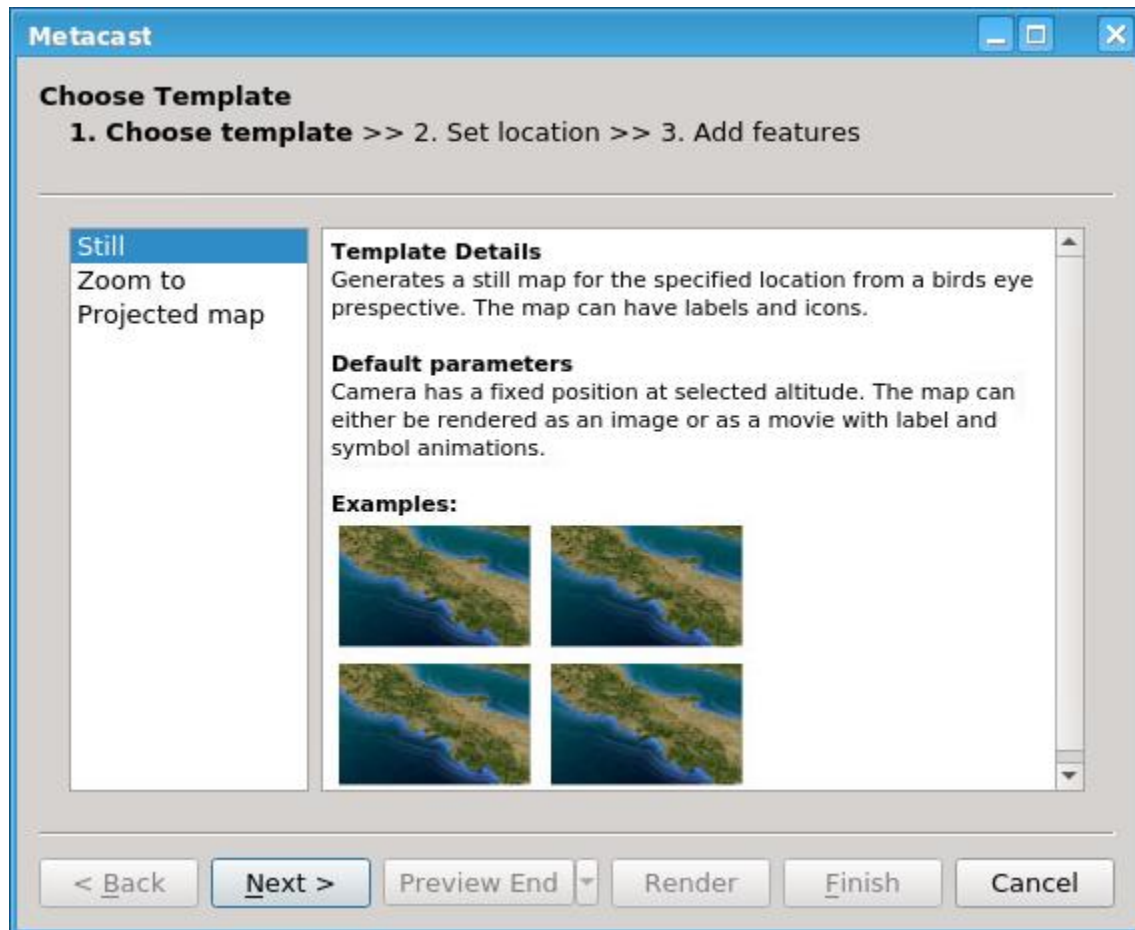 Metacast
Choose Template
1. Choose template >> 2. Set location >> 3. Add features
Still
Zoom to
Projected map
Template Details
Generates a still map for the specified location from a birds eye
prespective. The map can have labels and icons.
Default parameters
Camera has a fixed position at selected altitude. The map can
either be rendered as an image or as a movie with label and
symbol animations.
Examples:
< Back Next > Preview End Render Finish Cancel